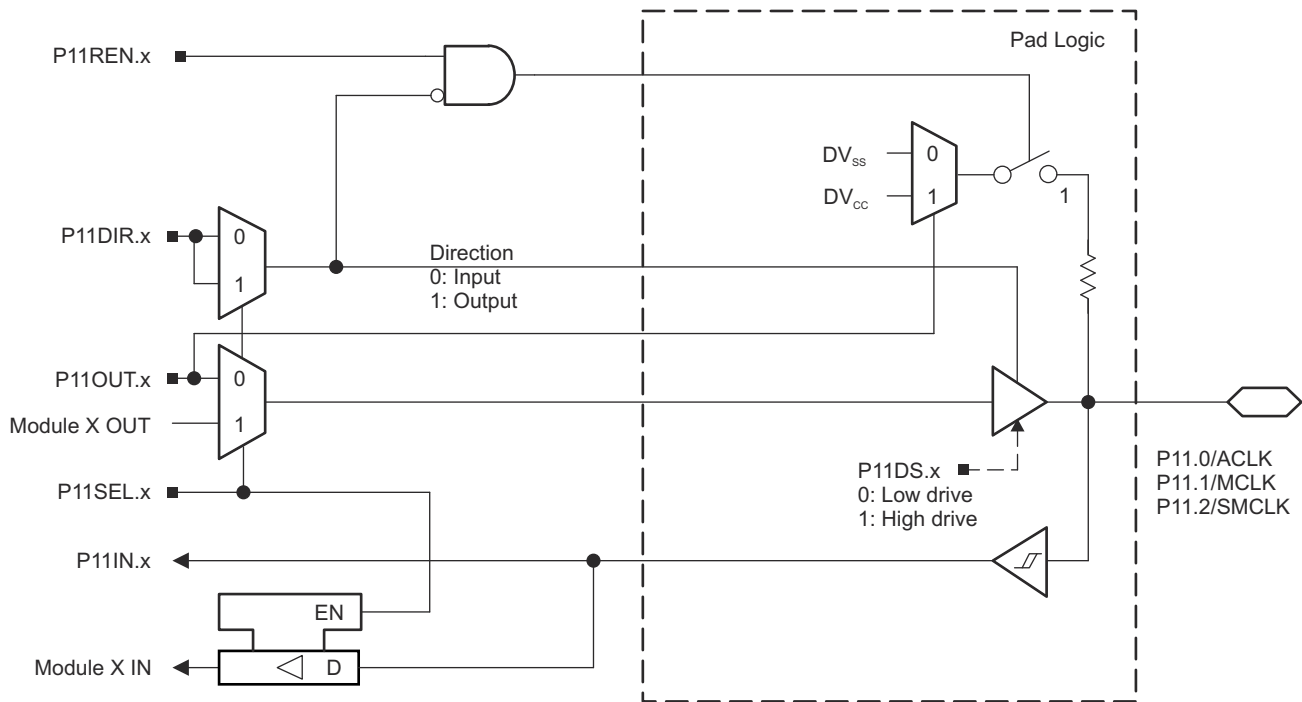 Pad Logic
P11REN.x
DVSS
0
DVCC
1
1
P11DIR.x
0
1
Direction
0: Input
1: Output
P11OUT.x
0
Module X OUT
1
P11SEL.x
P11DS.x
0: Low drive
1: High drive
P11.0/ACLK
P11.1/MCLK
P11.2/SMCLK
P11IN.x
EN
Module X IN
D